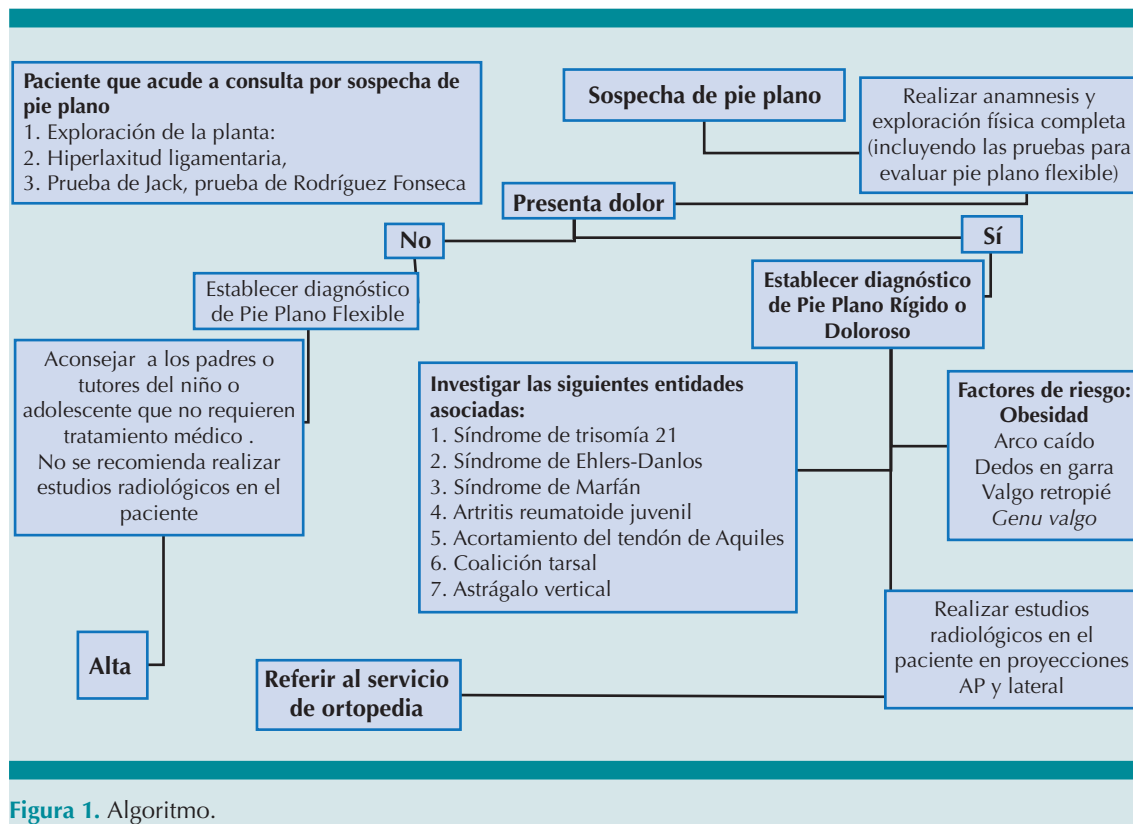 Paciente que acude a consulta por sospecha de
pie plano
1. Exploración de la planta:
2. Hiperlaxitud ligamentaria,
3. Prueba de Jack, prueba de Rodríguez Fonseca
Sospecha de pie plano
Realizar anamnesis y
exploración física completa
(incluyendo las pruebas para
evaluar pie plano flexible)
Presenta dolor
No
Sí
Establecer diagnóstico
de Pie Plano Flexible
Establecer diagnóstico
de Pie Plano Rígido o
Doloroso
Aconsejar a los padres o
tutores del niño o
adolescente que no requieren
tratamiento médico .
No se recomienda realizar
estudios radiológicos en el
paciente
Investigar las siguientes entidades
asociadas:
1. Síndrome de trisomía 21
2. Síndrome de Ehlers-Danlos
3. Síndrome de Marfán
4. Artritis reumatoide juvenil
5. Acortamiento del tendón de Aquiles
6. Coalición tarsal
7. Astrágalo vertical
Factores de riesgo:
Obesidad
Arco caído
Dedos en garra
Valgo retropié
Genu valgo
Realizar estudios
radiológicos en el
paciente en proyecciones
AP y lateral
Alta
Referir al servicio
de ortopedia
Figura 1. Algoritmo.